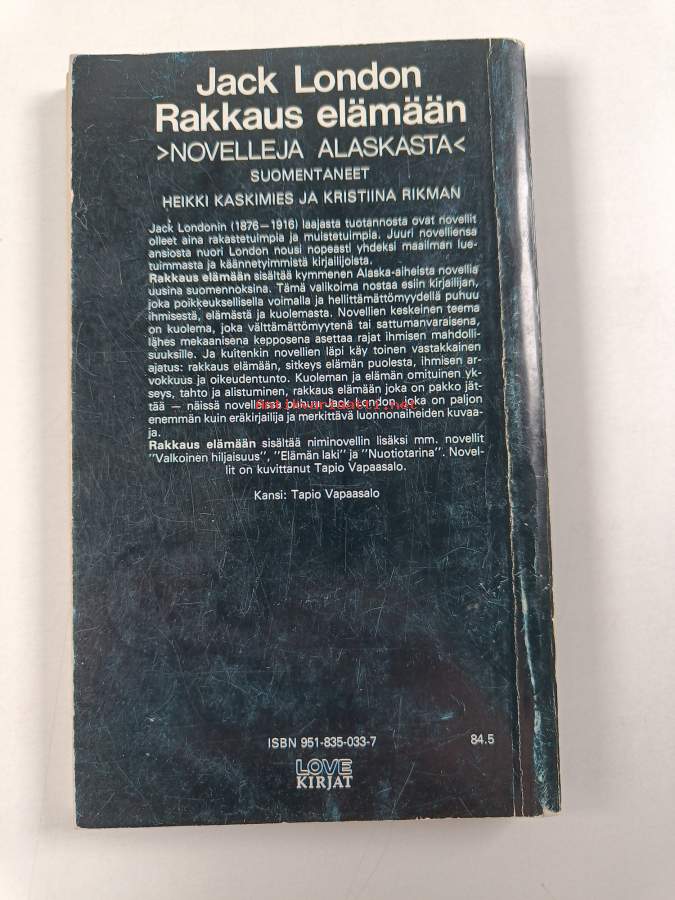 Jack London
Rakkaus elämään
>NOVELLEJA ALASKASTA<
SUOMENTANEET
HEIKKI KASKIMIES JA KRISTIINA RIKMAN
Jack Londonin (1876—1916) laajasta tuotannosta ovat novellit
olleet aina rakastetuimpia ja muistetuimpia. Juuri novelliensa
ansiosta nuori London nousi nopeasti yhdeksi maailman lue-
tuimmasta ja käännetyimmistä kirjailijoista.
Rakkaus elämään sisältää kymmenen Alaska-aiheista novellia
uusina suomennoksina. Tämä valikoima nostaa esiin kirjailijan,
joka poikkeuksellisella voimalla ja hellittämättömyydellä puhuu
ihmisestä, elämästä ja kuolemasta. Novellien keskeinen teema
on kuolema, joka välttämättömyytenä tai sattumanvaraisena,
lähes mekaanisena kepposena asettaa rajat ihmisen mahdolli-
suuksille. Ja kuitenkin novellien läpi käy toinen vastakkainen
ajatus: rakkaus elämään, sitkeys elämän puolesta, ihmisen ar-
vokkuus ja oikeudentunto. Kuoleman ja elämän omituinen yk-
seys, tahto ja alistuminen, rakkaus elämään joka on pakko jät-
tää — näissä novelleissa puhuu Jack London, joka on paljon
enemmän kuin eräkirjailija ja merkittävä luonnonaiheiden kuvaa-
ja.
Rakkaus elämään sisältää niminovellin lisäksi mm. novellit
"Valkoinen hiljaisuus", "Elämän laki" ja "Nuotiotarina". Novel-
lit on kuvittanut Tapio Vapaasalo.
Kansi: Tapio Vapaasalo
ISBN 951-835-033-7
84.5
LOVE
KIRJAT